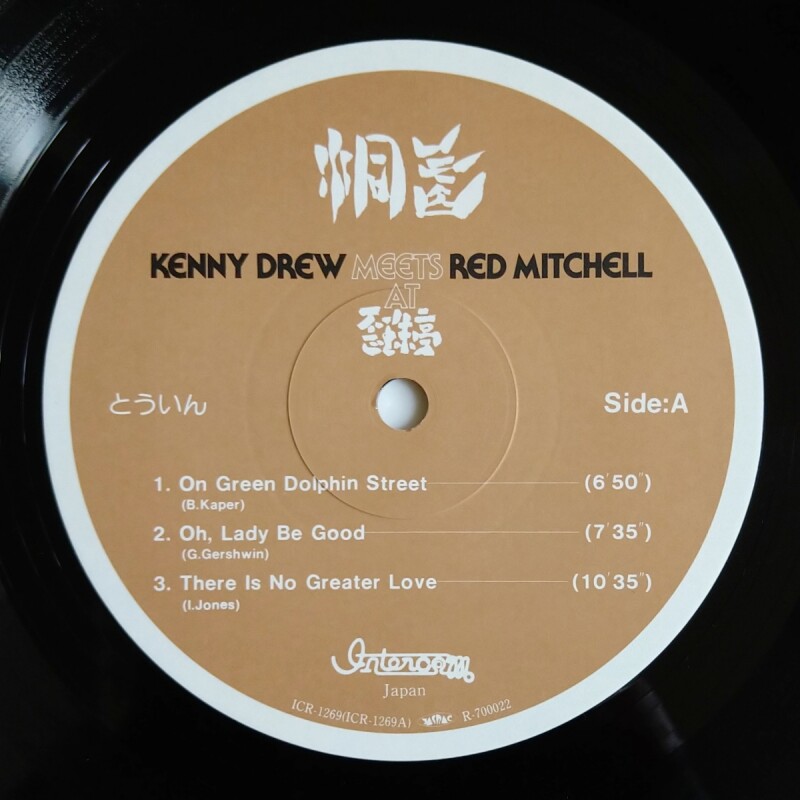 KENNY DREW MEETS RED MITCHELL
AT
とういん
Side:A
1. On Green Dolphin Street (6'50")
(B.Kaper)
2. Oh, Lady Be Good (7'35")
(G.Gershwin)
3. There Is No Greater Love (10'35")
(I.Jones)
Intercom
Japan
ICR-1269(ICR-1269A) JASRAC R-700022